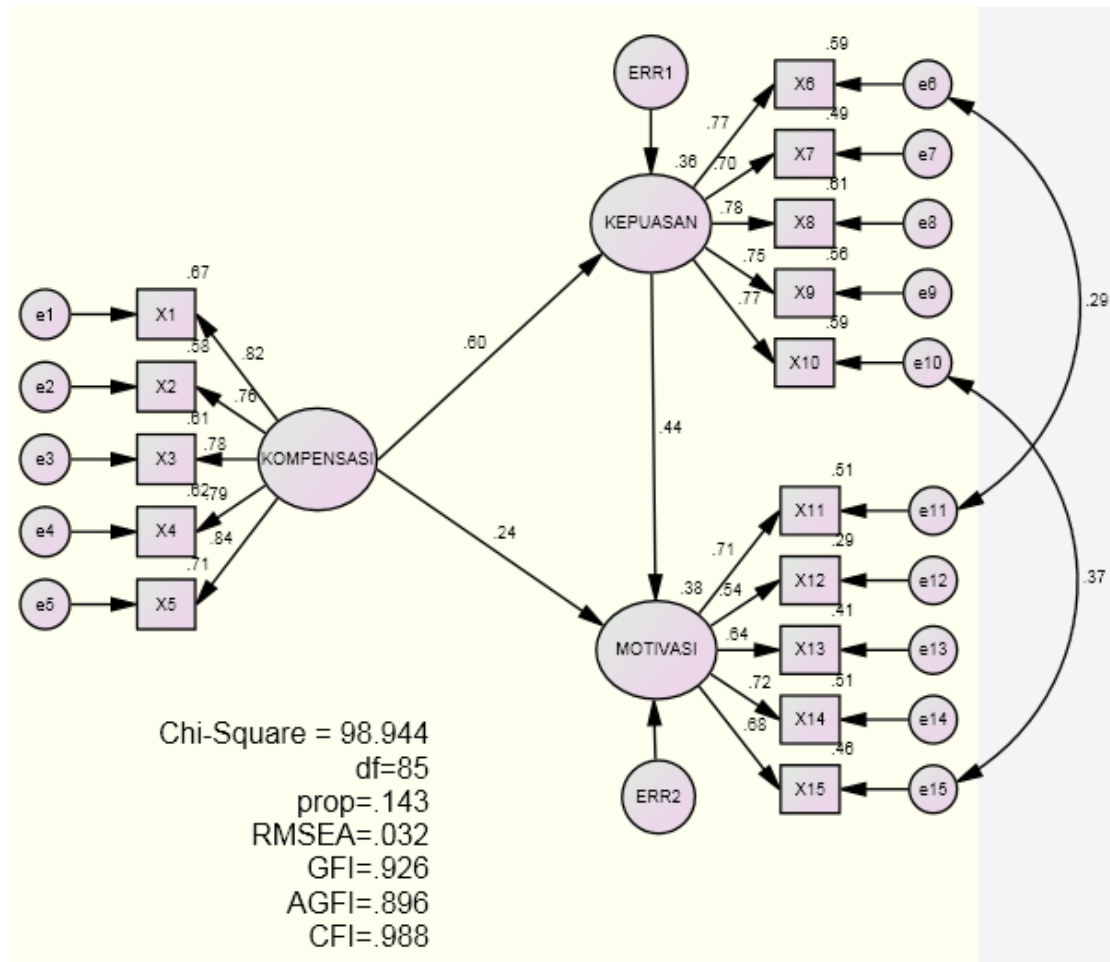 ERR1
.59
X6
e6
.77
.49
.36
.70
X7
e7
.61
KEPUASAN
.78
X8
e8
.56
.75
X9
e9
.77
.59
X10
e10
.29
.67
e1
X1
.58
.82
e2
X2
.76
.61
e3
X3
.78
KOMPENSASI
.62
.79
e4
X4
.84
.71
e5
X5
.60
.44
.24
.51
X11
e11
.71
.29
.38
.54
X12
e12
.41
MOTIVASI
.64
X13
e13
.51
.72
X14
e14
.68
.46
X15
e15
.37
ERR2
Chi-Square = 98.944
df=85
prop=.143
RMSEA=.032
GFI=.926
AGFI=.896
CFI=.988